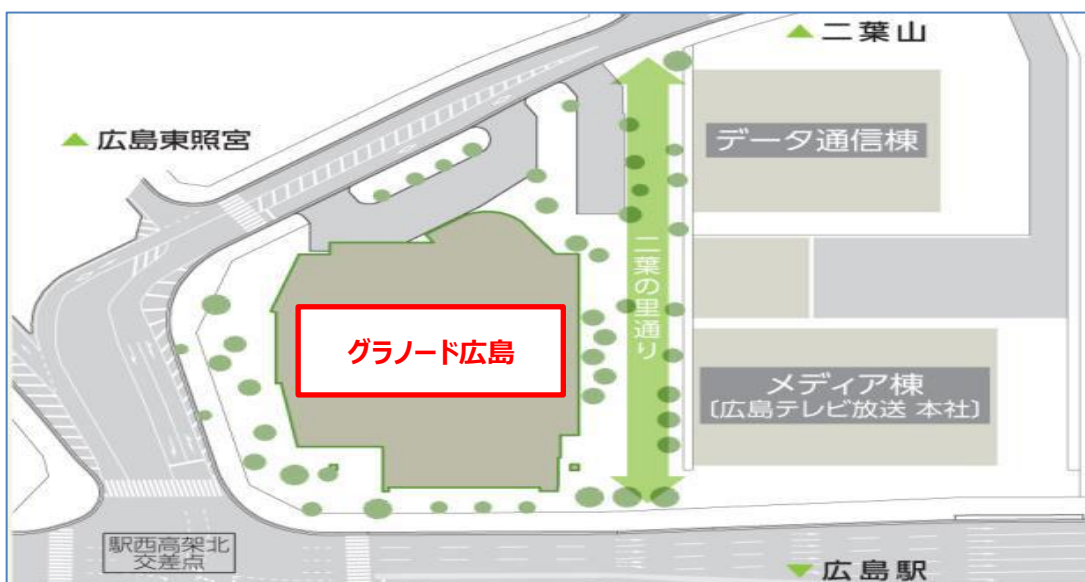 ▲二葉山
▲広島東照宮
データ通信棟
二葉の里通り
グラノード広島
メディア棟
〔広島テレビ放送 本社〕
駅西高架北
交差点
▼広島駅